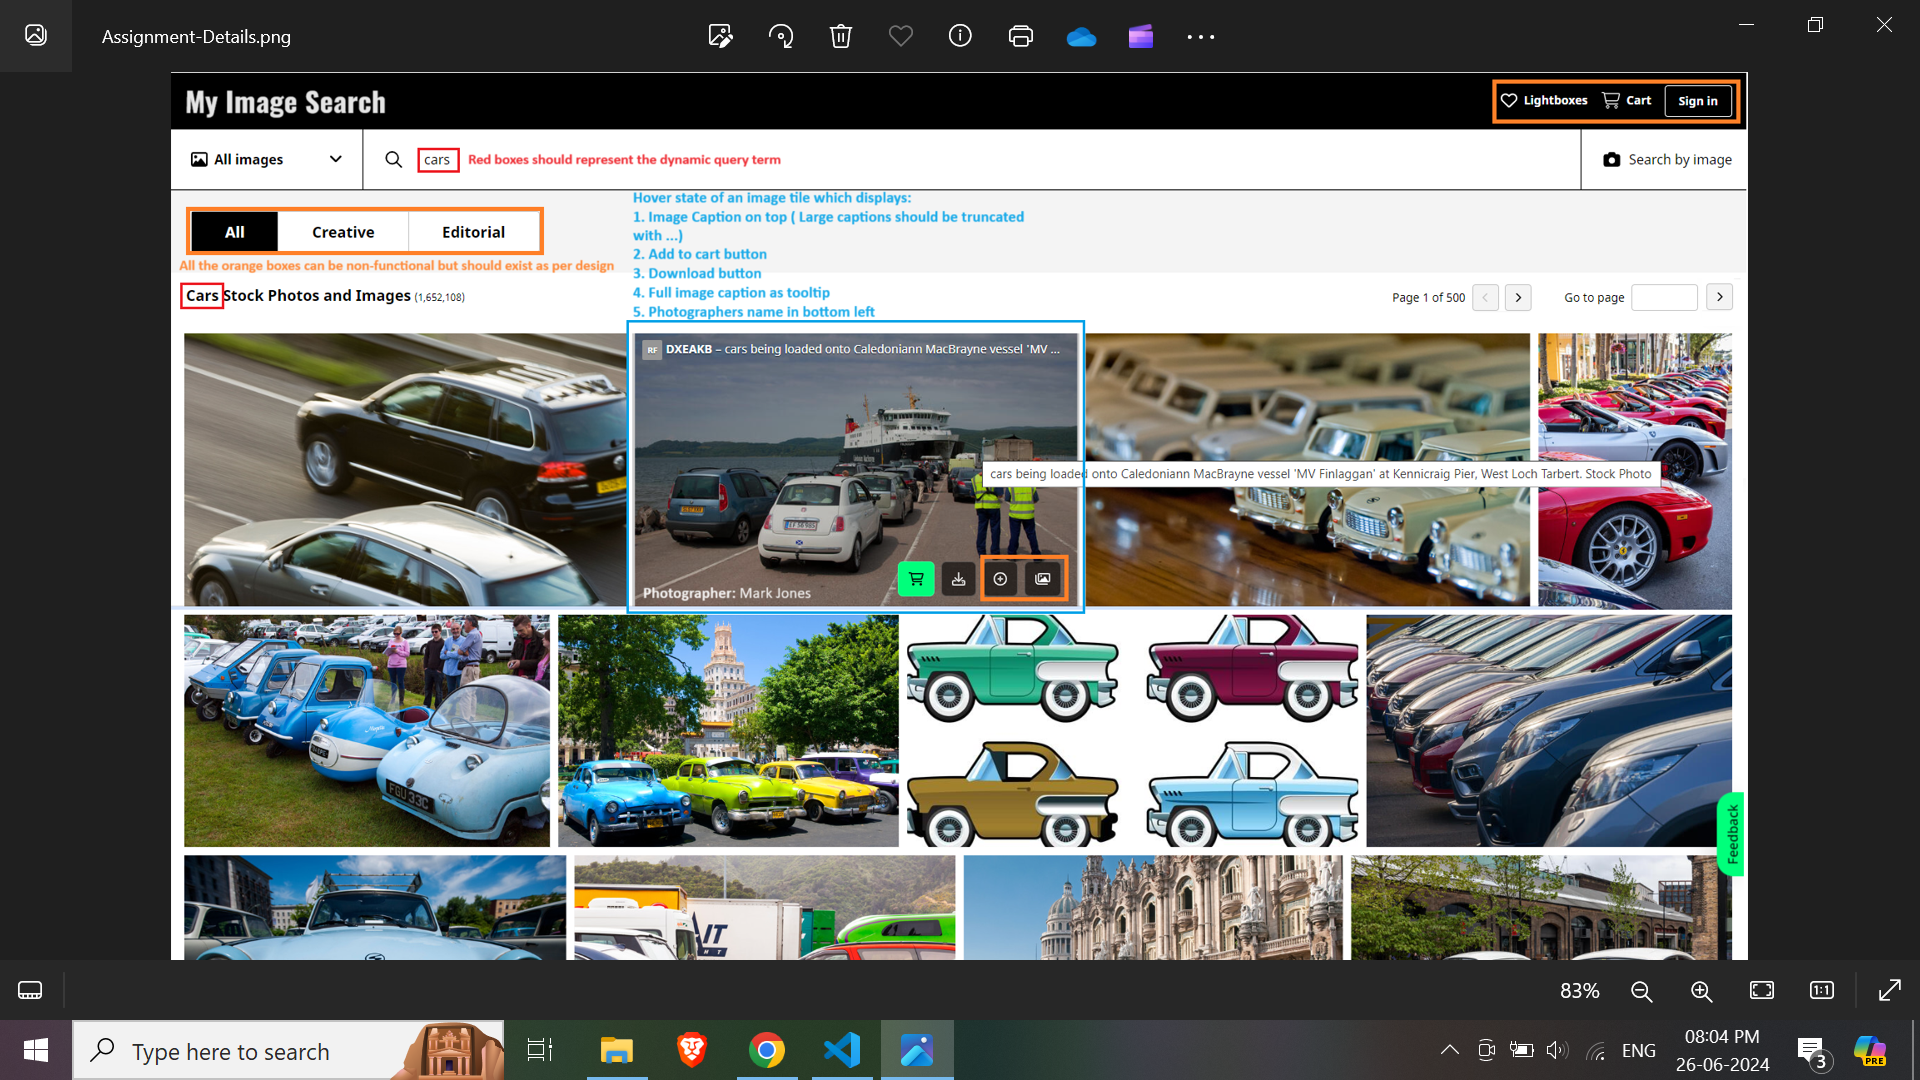 Assignment-Details.png
My Image Search
Lightboxes
Cart
Sign in
All images
cars
Red boxes should represent the dynamic query term
Search by image
Hover state of an image tile which displays:
1. Image Caption on top ( Large captions should be truncated
with ...)
2. Add to cart button
3. Download button
4. Full image caption as tooltip
5. Photographers name in bottom left
All
Creative
Editorial
All the orange boxes can be non-functional but should exist as per design
Cars Stock Photos and Images (1,652,108)
Page 1 of 500
Go to page
RF DXEAKB – cars being loaded onto Caledoniann MacBrayne vessel 'MV ...
cars being loaded onto Caledoniann MacBrayne vessel 'MV Finlaggan' at Kennicraig Pier, West Loch Tarbert. Stock Photo
Photographer: Mark Jones
FGU 33C
IT
Feedback
83%
1:1
Type here to search
ENG
08:04 PM
26-06-2024
3
PRE